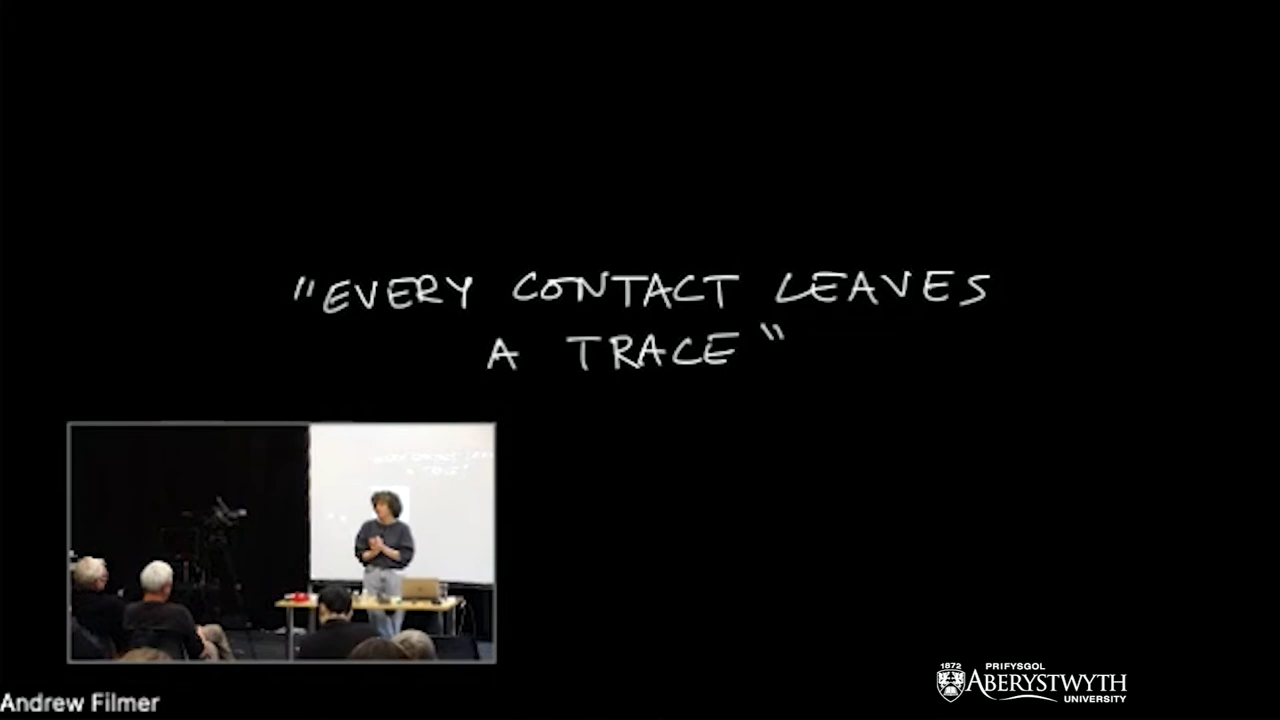 "EVERY CONTACT LEAVES
A TRACE"
Andrew Filmer
1872
PRIFYSGOL
ABERYSTWYTH
UNIVERSITY